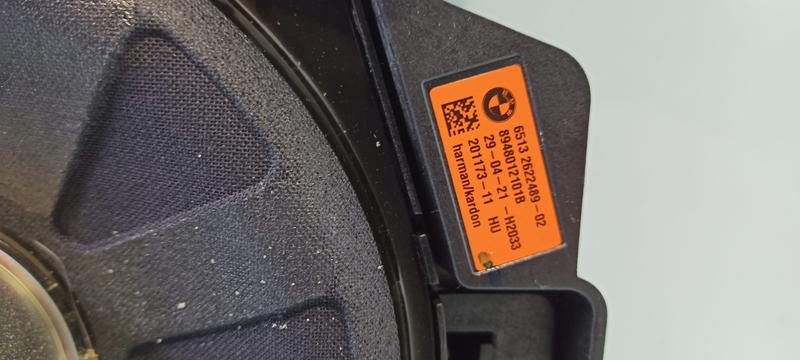 6513 2622489-02
8948012101B
29-04-21-H2033
201173-11 HU
harman/kardon